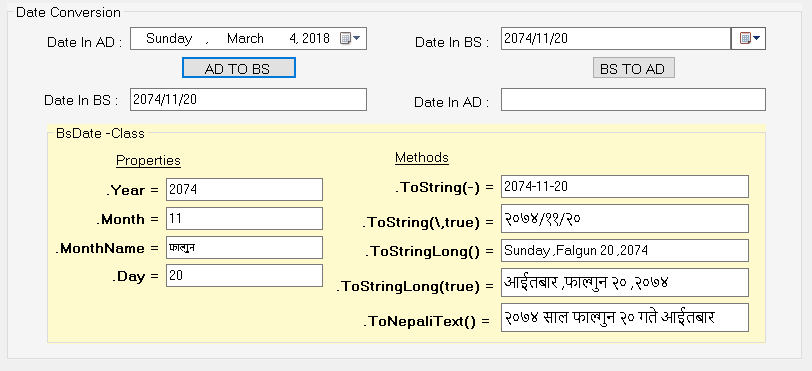 Date Conversion
Date In AD : Sunday , March 4, 2018 Date In BS : 2074/11/20
AD TO BS BS TO AD
Date In BS : 2074/11/20 Date In AD :
BsDate -Class
Properties Methods
.Year = 2074 .ToString(-) = 2074-11-20
.Month = 11 .ToString(\,true) = २०७४/११/२०
.MonthName = फाल्गुन .ToStringLong() = Sunday ,Falgun 20 ,2074
.Day = 20 .ToStringLong(true) = आईतबार ,फाल्गुन २० ,२०७४
.ToNepaliText() = २०७४ साल फाल्गुन २० गते आईतबार